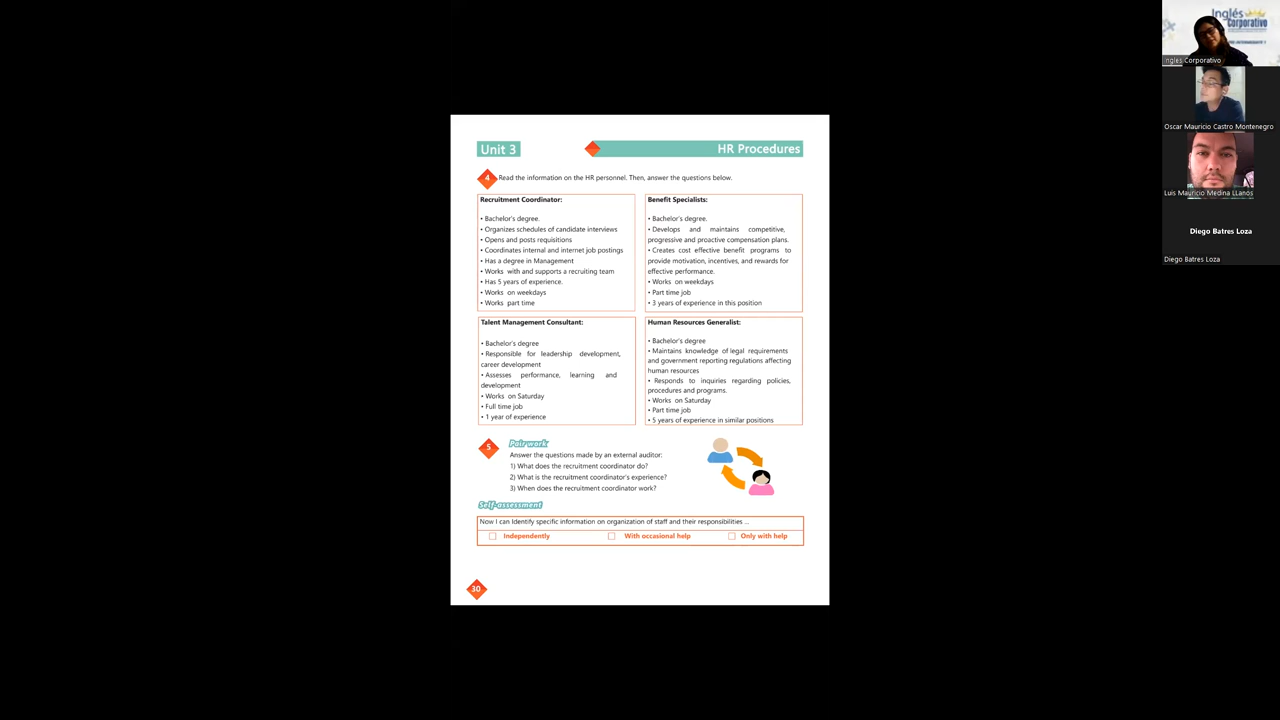 Unit 3
HR Procedures
4 Read the information on the HR personnel. Then, answer the questions below.
Recruitment Coordinator:
• Bachelor's degree.
• Organizes schedules of candidate interviews
• Opens and posts requisitions
• Coordinates internal and internet job postings
• Has a degree in Management
• Works with and supports a recruiting team
• Has 5 years of experience.
• Works on weekdays
• Works part time
Benefit Specialists:
• Bachelor's degree.
• Develops and maintains competitive,
progressive and proactive compensation plans.
• Creates cost effective benefit programs to
provide motivation, incentives, and rewards for
effective performance.
• Works on weekdays
• Part time job
• 3 years of experience in this position
Talent Management Consultant:
• Bachelor's degree
• Responsible for leadership development,
career development
• Assesses performance, learning and
development
• Works on Saturday
• Full time job
• 1 year of experience
Human Resources Generalist:
• Bachelor's degree
• Maintains knowledge of legal requirements
and government reporting regulations affecting
human resources
• Responds to inquiries regarding policies,
procedures and programs.
• Works on Saturday
• Part time job
• 5 years of experience in similar positions
5 Pair work
Answer the questions made by an external auditor:
1) What does the recruitment coordinator do?
2) What is the recruitment coordinator's experience?
3) When does the recruitment coordinator work?
Self-assessment
Now I can Identify specific information on organization of staff and their responsibilities ...
Independently
With occasional help
Only with help
30
Inglés
Corporativo
Ingles Corporativo
Oscar Mauricio Castro Montenegro
Luis Mauricio Medina LLanos
Diego Batres Loza
Diego Batres Loza